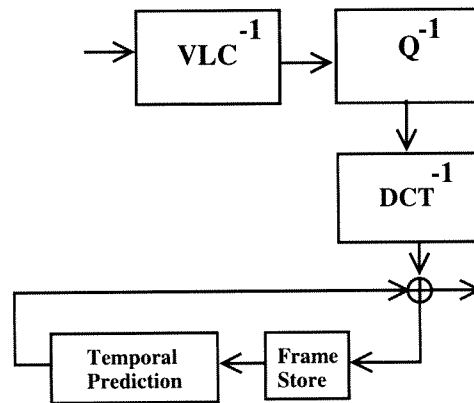 VLC⁻¹
Q⁻¹
DCT⁻¹
Temporal
Prediction
Frame
Store